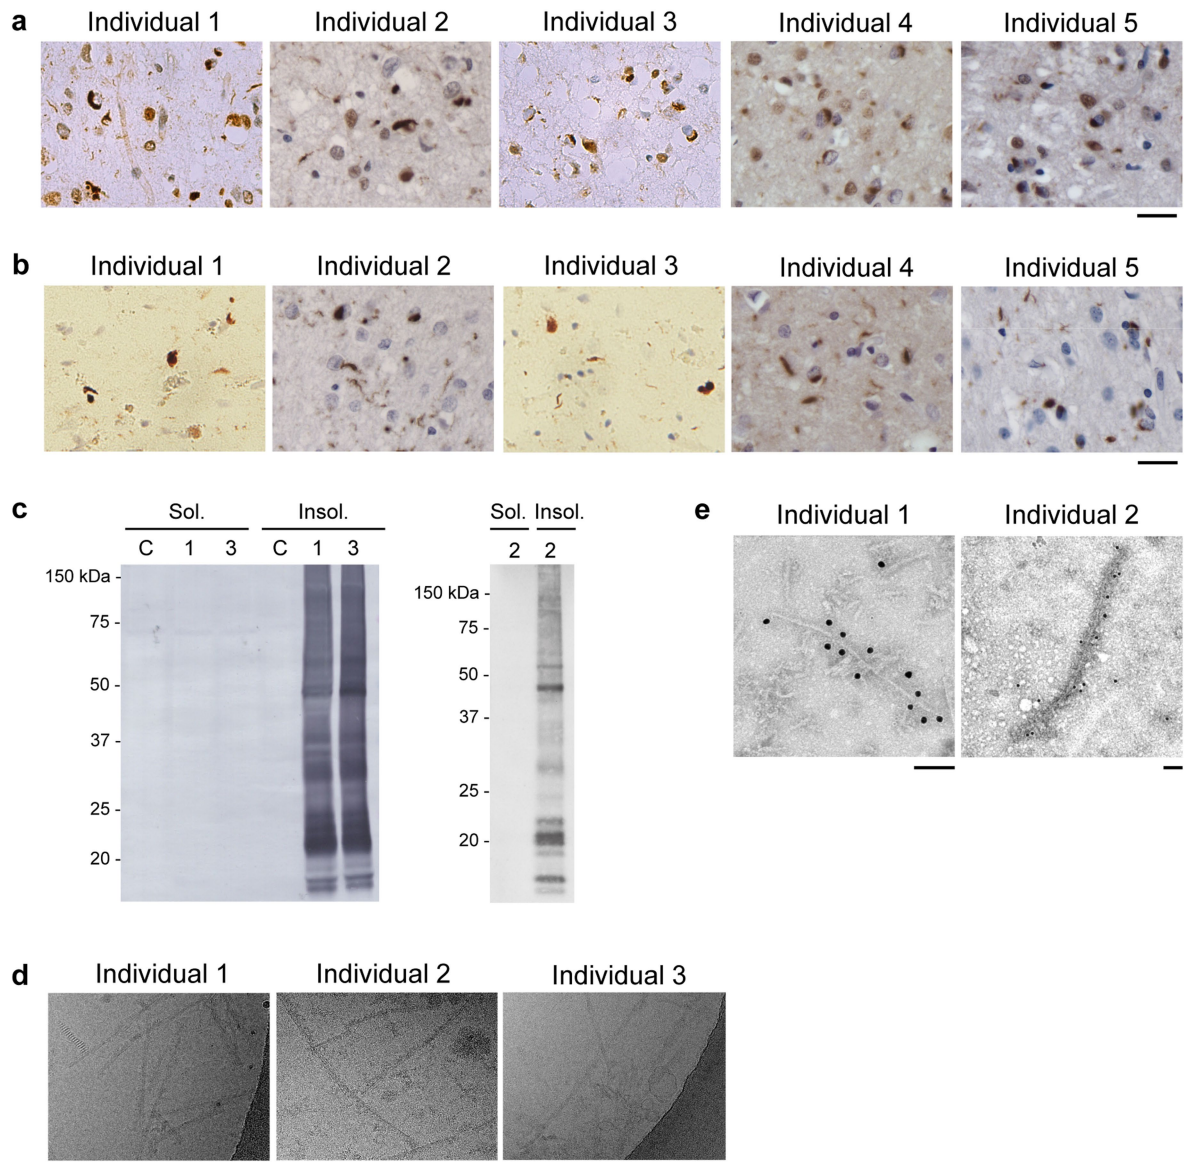 a
Individual 1 Individual 2 Individual 3 Individual 4 Individual 5
b
Individual 1 Individual 2 Individual 3 Individual 4 Individual 5
c
Sol. Insol.
C 1 3 C 1 3
150 kDa -
75 -
50 -
37 -
25 -
20 -
Sol. Insol.
2 2
150 kDa -
75 -
50 -
37 -
25 -
20 -
e
Individual 1 Individual 2
d
Individual 1 Individual 2 Individual 3